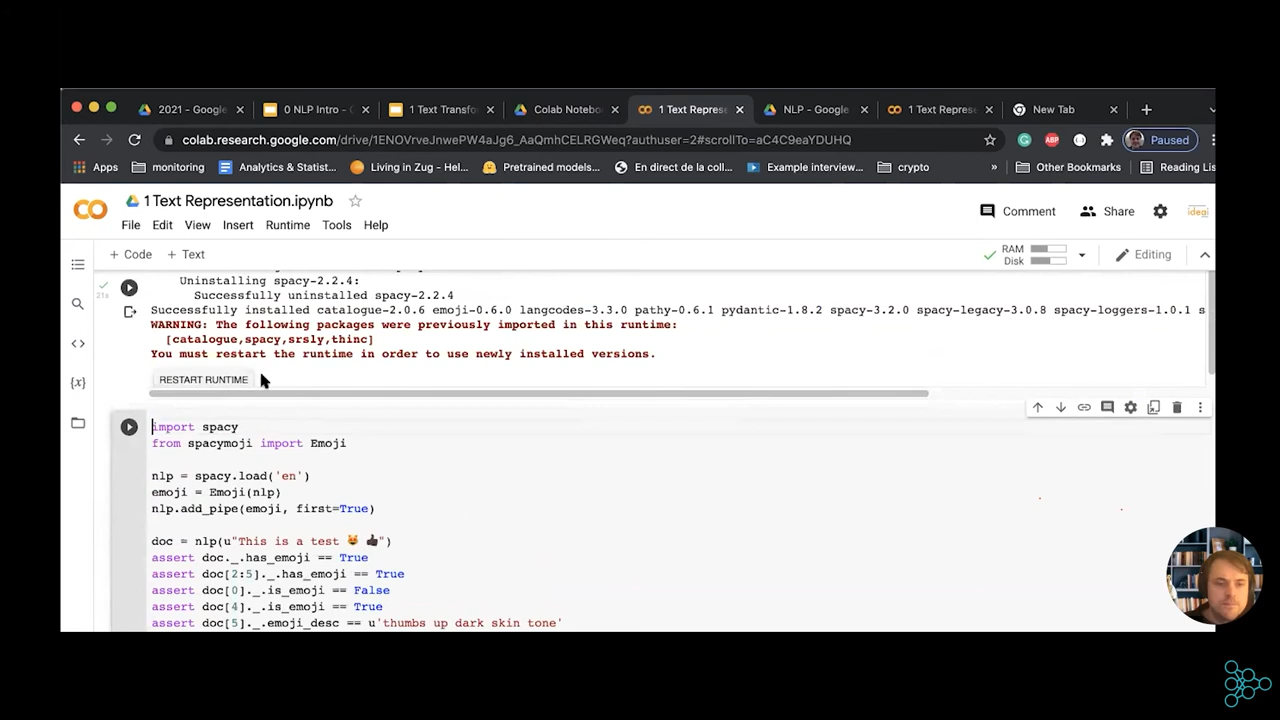 2021 - Google
0 NLP Intro - G
1 Text Transfo
Colab Notebo
1 Text Repres
NLP - Google
1 Text Repres
New Tab
colab.research.google.com/drive/1ENOVrveJnwePW4aJg6_AaQmhCELRGWeq?authuser=2#scrollTo=aC4C9eaYDUHQ
ABP
Paused
Apps
monitoring
Analytics & Statist...
Living in Zug - Hel...
Pretrained models...
En direct de la coll...
Example interview...
crypto
»
Other Bookmarks
Reading Lis
1 Text Representation.ipynb
File Edit View Insert Runtime Tools Help
Comment
Share
+ Code + Text
RAM
Disk
Editing
21s
Uninstalling spacy-2.2.4:
Successfully uninstalled spacy-2.2.4
Successfully installed catalogue-2.0.6 emoji-0.6.0 langcodes-3.3.0 pathy-0.6.1 pydantic-1.8.2 spacy-3.2.0 spacy-legacy-3.0.8 spacy-loggers-1.0.1 s
WARNING: The following packages were previously imported in this runtime:
[catalogue,spacy,srsly,thinc]
You must restart the runtime in order to use newly installed versions.
RESTART RUNTIME
import spacy
from spacymoji import Emoji
nlp = spacy.load('en')
emoji = Emoji(nlp)
nlp.add_pipe(emoji, first=True)
doc = nlp(u"This is a test 😻 👍🏿")
assert doc._.has_emoji == True
assert doc[2:5]._.has_emoji == True
assert doc[0]._.is_emoji == False
assert doc[4]._.is_emoji == True
assert doc[5]._.emoji_desc == u'thumbs up dark skin tone'